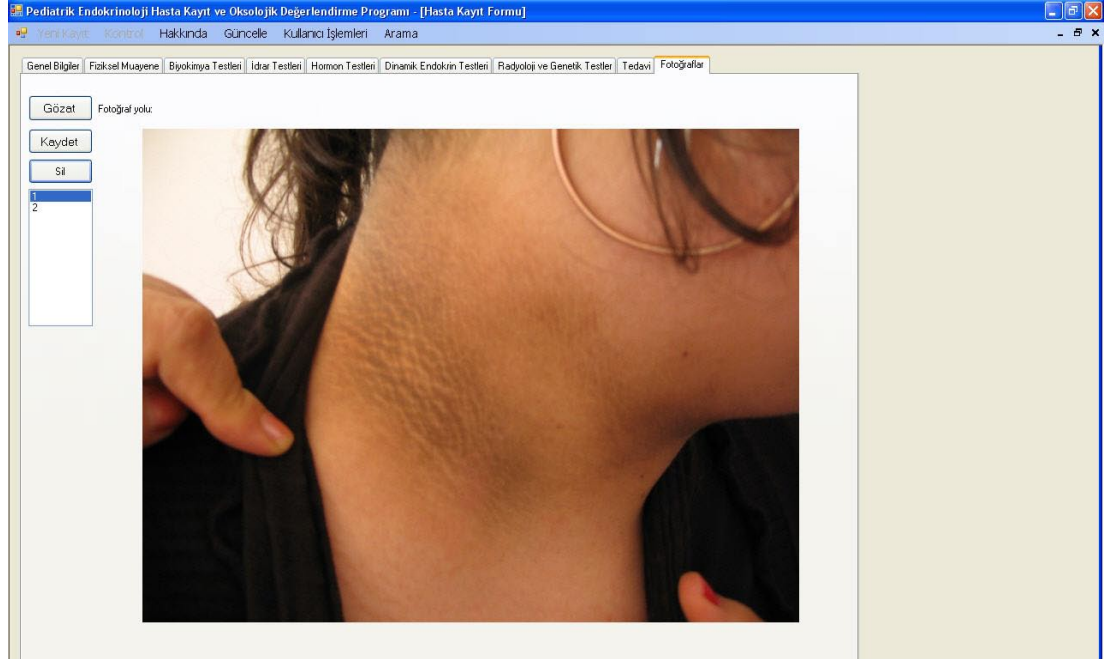 Pediatrik Endokrinoloji Hasta Kayıt ve Oksolojik Değerlendirme Programı - [Hasta Kayıt Formu]
Yeni Kayıt Kontrol Hakkında Güncelle Kullanıcı İşlemleri Arama
Genel Bilgiler Fiziksel Muayene Biyokimya Testleri İdrar Testleri Hormon Testleri Dinamik Endokrin Testleri Radyoloji ve Genetik Testler Tedavi Fotoğraflar
Gözat Fotoğraf yolu:
Kaydet
Sil
1
2